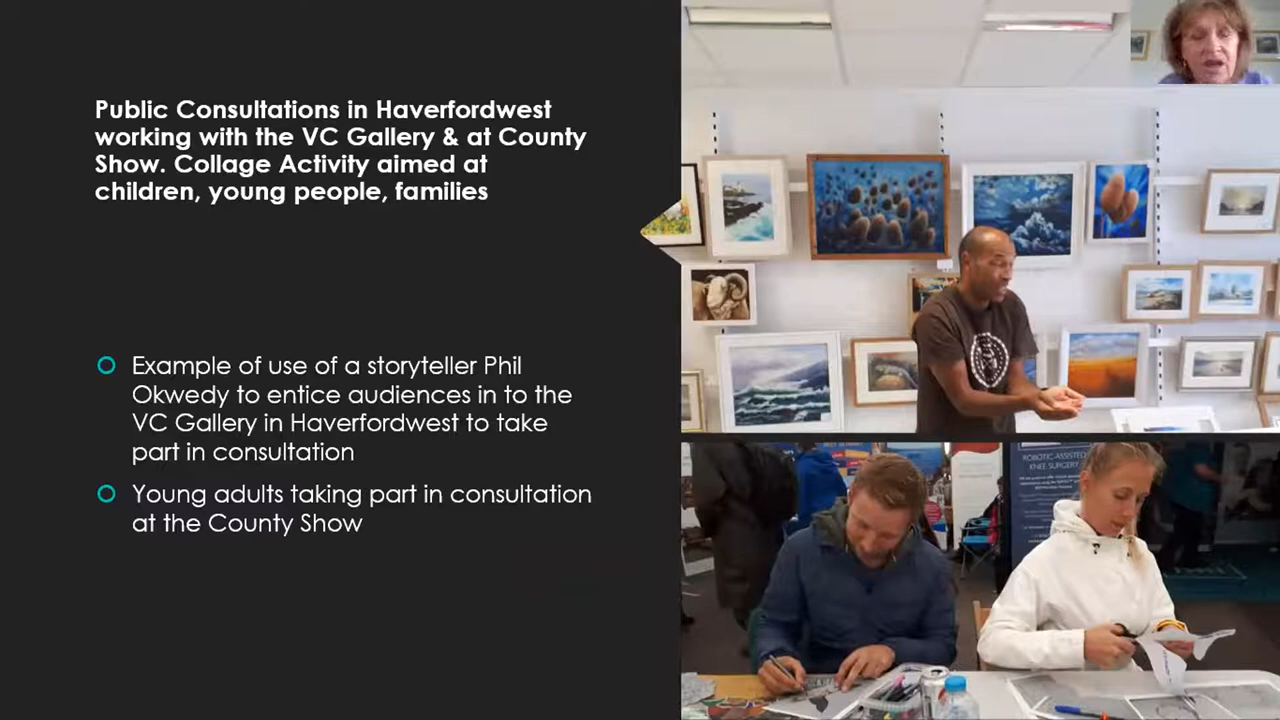 Public Consultations in Haverfordwest
working with the VC Gallery & at County
Show. Collage Activity aimed at
children, young people, families
Example of use of a storyteller Phil
Okwedy to entice audiences in to the
VC Gallery in Haverfordwest to take
part in consultation
Young adults taking part in consultation
at the County Show
ROBOTIC-ASSISTED
KNEE SURGERY